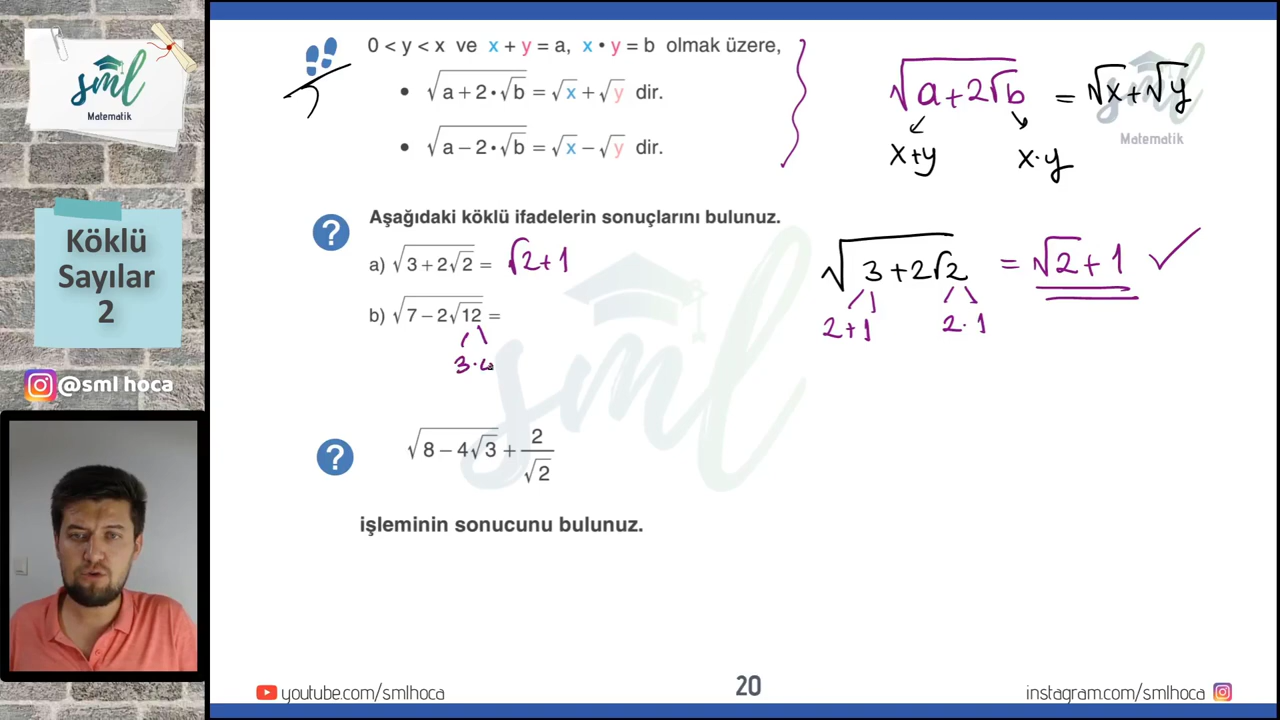 sml
Matematik
Köklü
Sayılar
2
@sml hoca
0 < y < x ve x + y = a, x • y = b olmak üzere,
• √(a + 2 • √b) = √x + √y dir.
• √(a − 2 • √b) = √x − √y dir.
√(a+2√b) = √x+√y
x+y x·y
Matematik
? Aşağıdaki köklü ifadelerin sonuçlarını bulunuz.
a) √(3 + 2√2) = √2+1
√(3+2√2) = √2+1 ✓
2+1 2·1
b) √(7 − 2√12) =
3·4
sml
? √(8 − 4√3) + 2/√2
işleminin sonucunu bulunuz.
youtube.com/smlhoca
20
instagram.com/smlhoca